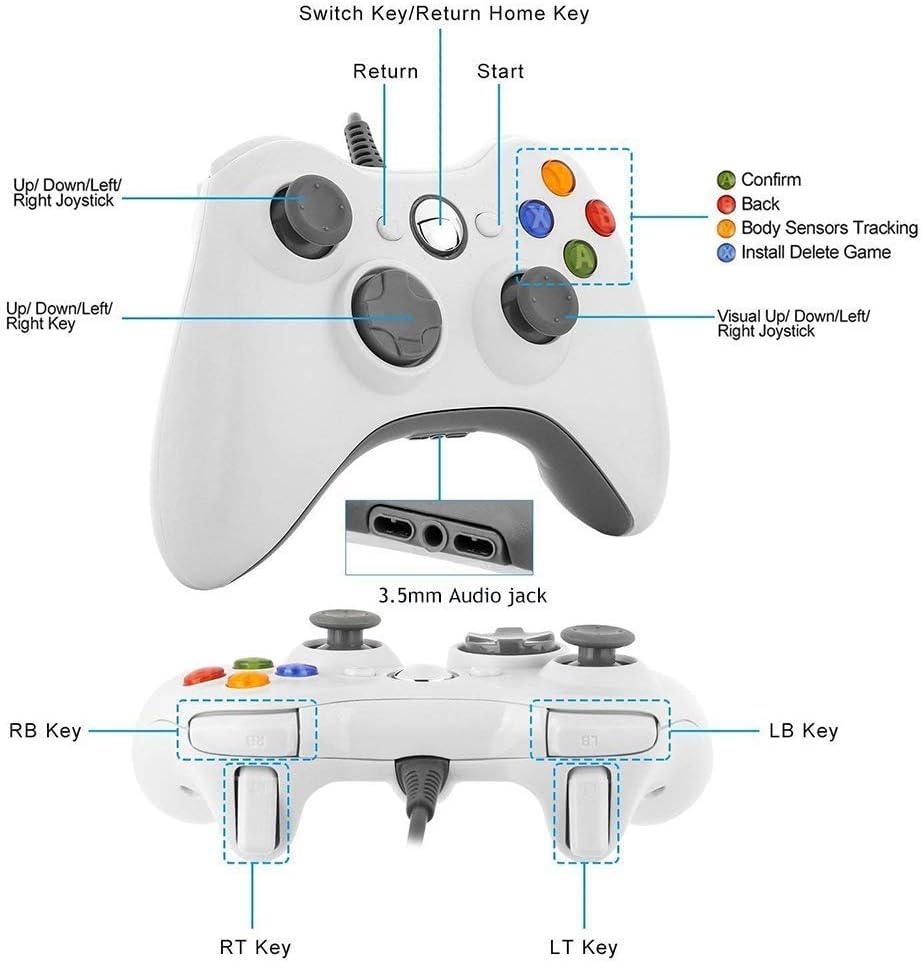 Switch Key/Return Home Key
Return
Start
Up/ Down/Left/
Right Joystick
X
B
A
A Confirm
B Back
Y Body Sensors Tracking
X Install Delete Game
Up/ Down/Left/
Right Key
Visual Up/ Down/Left/
Right Joystick
3.5mm Audio jack
RB Key
RB
LB
LB Key
RT Key
LT Key